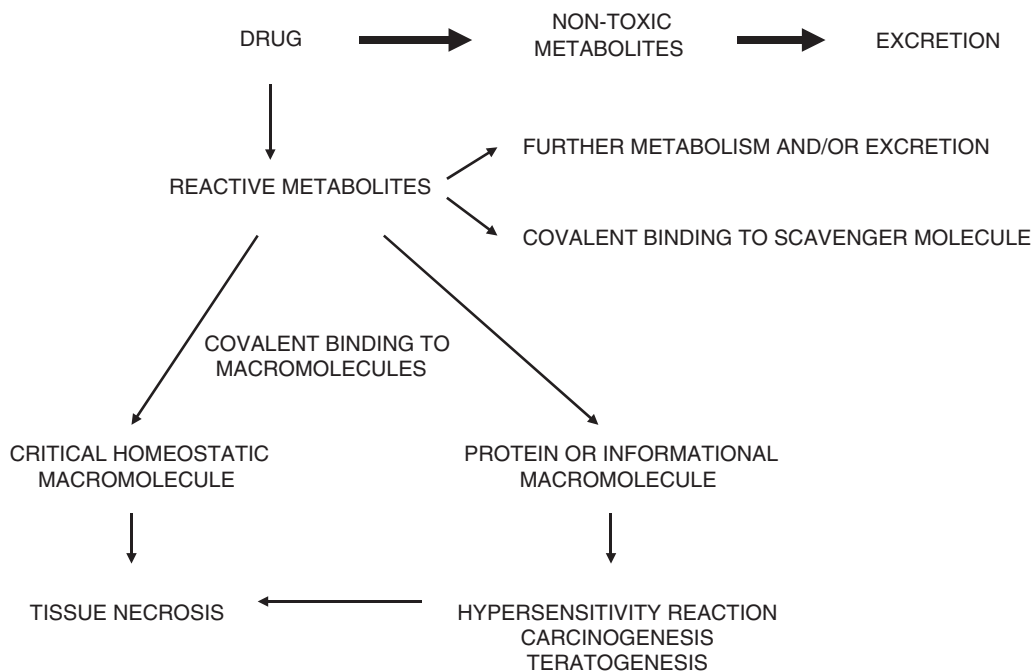 DRUG
NON-TOXIC
METABOLITES
EXCRETION
FURTHER METABOLISM AND/OR EXCRETION
REACTIVE METABOLITES
COVALENT BINDING TO SCAVENGER MOLECULE
COVALENT BINDING TO
MACROMOLECULES
CRITICAL HOMEOSTATIC
MACROMOLECULE
PROTEIN OR INFORMATIONAL
MACROMOLECULE
TISSUE NECROSIS
HYPERSENSITIVITY REACTION
CARCINOGENESIS
TERATOGENESIS